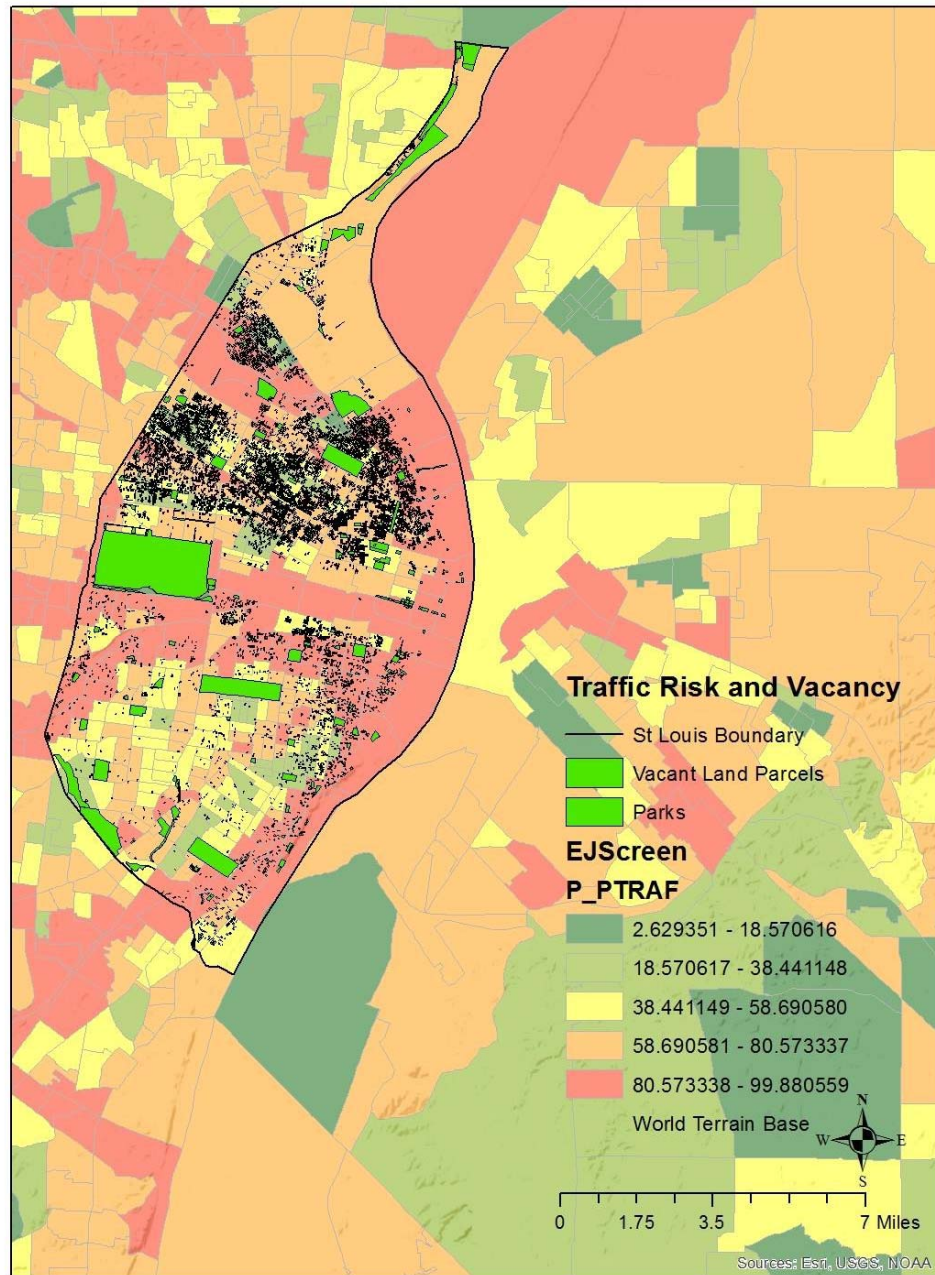 Traffic Risk and Vacancy
St Louis Boundary
Vacant Land Parcels
Parks
EJScreen
P_PTRAF
2.629351 - 18.570616
18.570617 - 38.441148
38.441149 - 58.690580
58.690581 - 80.573337
80.573338 - 99.880559
World Terrain Base
N
W E
S
0 1.75 3.5 7 Miles
Sources: Esri, USGS, NOAA